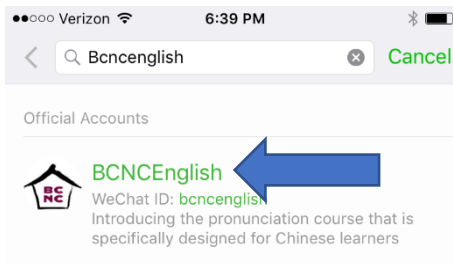 Verizon 6:39 PM
Bcncenglish Cancel
Official Accounts
BC
NC
BCNCEnglish
WeChat ID: bcncenglish
Introducing the pronunciation course that is
specifically designed for Chinese learners